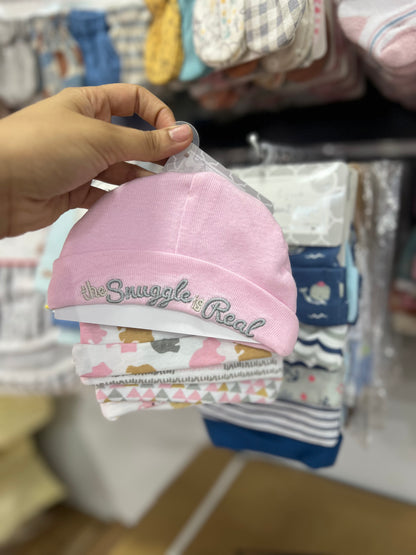 the Snuggle is Real